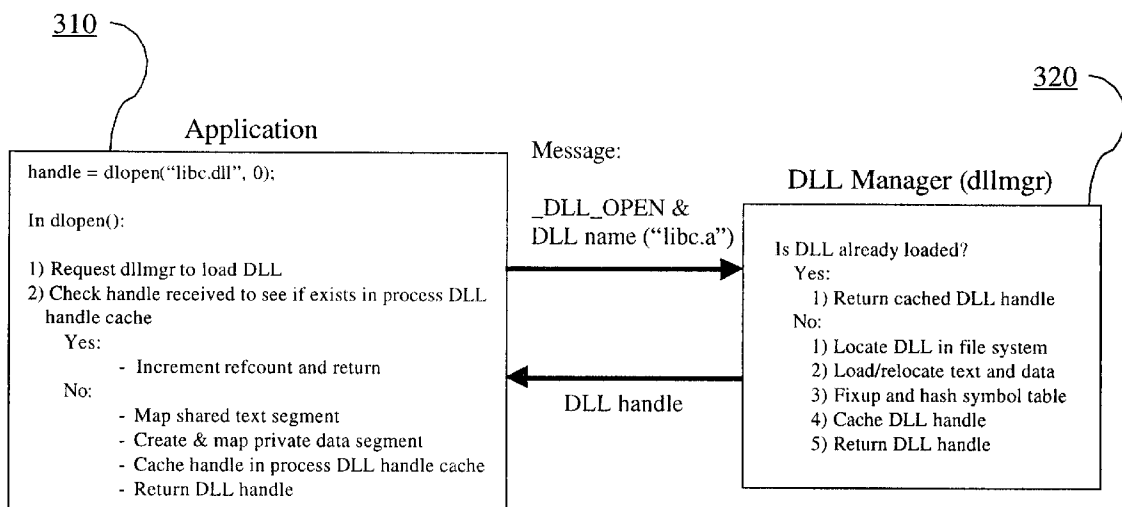 310
320
Application
handle = dlopen("libc.dll", 0);
In dlopen():
1) Request dllmgr to load DLL
2) Check handle received to see if exists in process DLL
handle cache
Yes:
- Increment refcount and return
No:
- Map shared text segment
- Create & map private data segment
- Cache handle in process DLL handle cache
- Return DLL handle
Message:
_DLL_OPEN &
DLL name ("libc.a")
DLL handle
DLL Manager (dllmgr)
Is DLL already loaded?
Yes:
1) Return cached DLL handle
No:
1) Locate DLL in file system
2) Load/relocate text and data
3) Fixup and hash symbol table
4) Cache DLL handle
5) Return DLL handle